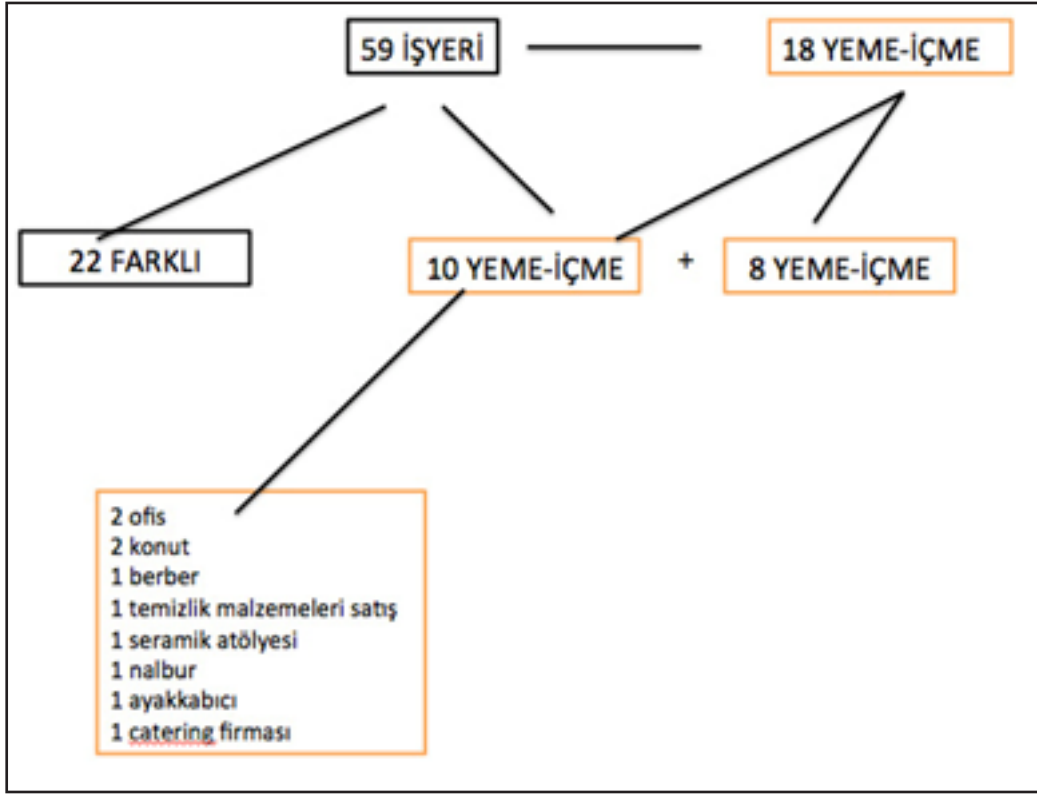 59 İŞYERİ
18 YEME-İÇME
22 FARKLI
10 YEME-İÇME
+
8 YEME-İÇME
2 ofis
2 konut
1 berber
1 temizlik malzemeleri satış
1 seramik atölyesi
1 nalbur
1 ayakkabıcı
1 catering firması